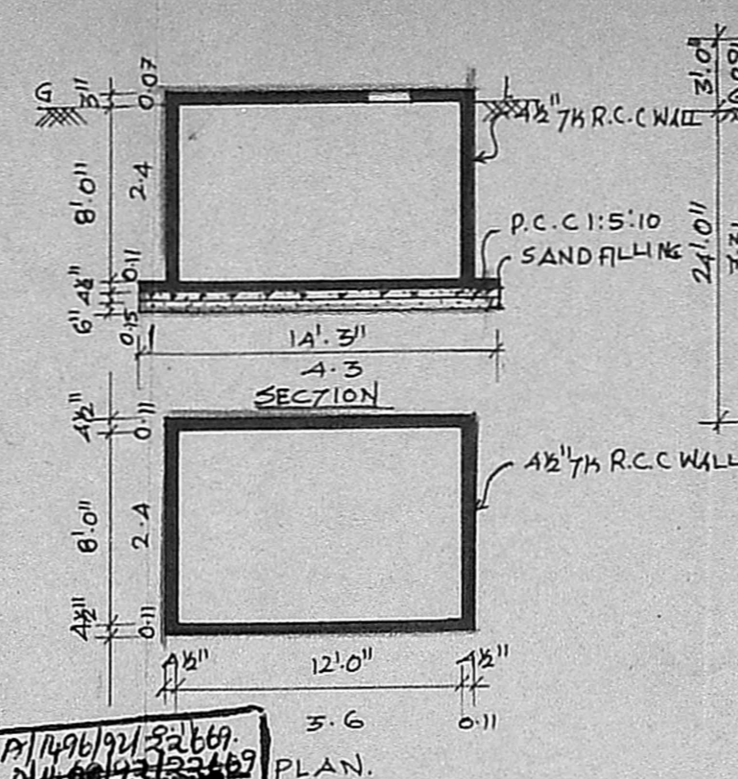 G
3"
0.07
L
4½" TK R.C.C WALL
8'.0"
2.4
P.C.C 1:5:10
SAND FILLING
4½"
0.11
6"
0.15
14'.3"
4.3
SECTION
3'.0"
24'.0"
4½"
0.11
4½" TK R.C.C WALL
8'.0"
2.4
4½"
0.11
4½"
12'.0"
4½"
3.6
0.11
PLAN.